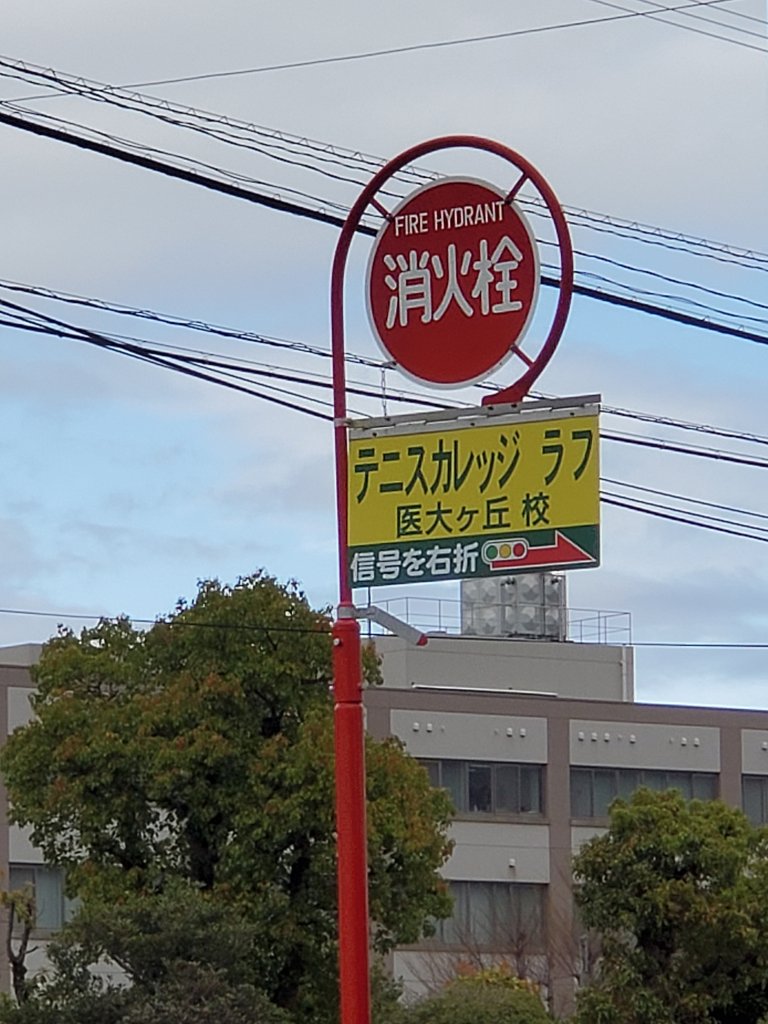 FIRE HYDRANT
消火栓
テニスカレッジ ラフ
医大ヶ丘 校
信号を右折